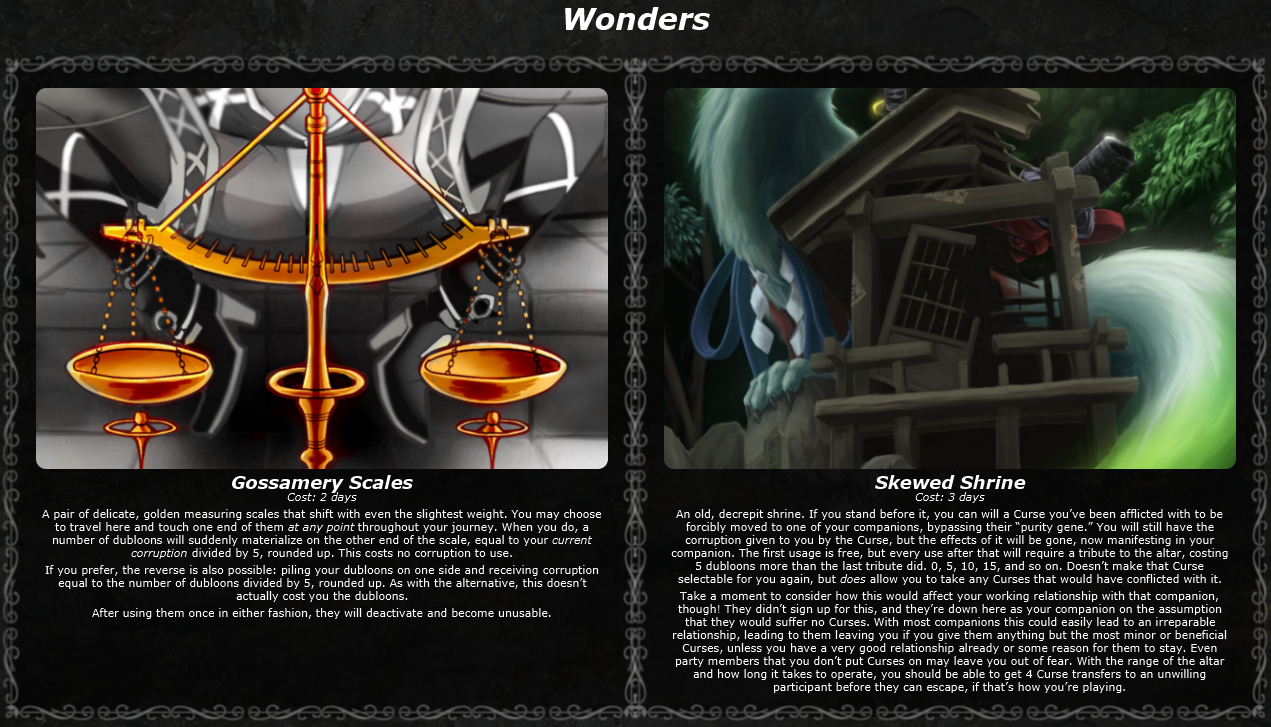 Wonders
Gossamery Scales
Cost: 2 days
A pair of delicate, golden measuring scales that shift with even the slightest weight. You may choose
to travel here and touch one end of them at any point throughout your journey. When you do, a
number of dubloons will suddenly materialize on the other end of the scale, equal to your current
corruption divided by 5, rounded up. This costs no corruption to use.
If you prefer, the reverse is also possible: piling your dubloons on one side and receiving corruption
equal to the number of dubloons divided by 5, rounded up. As with the alternative, this doesn't
actually cost you the dubloons.
After using them once in either fashion, they will deactivate and become unusable.
Skewed Shrine
Cost: 3 days
An old, decrepit shrine. If you stand before it, you can will a Curse you've been afflicted with to be
forcibly moved to one of your companions, bypassing their “purity gene.” You will still have the
corruption given to you by the Curse, but the effects of it will be gone, now manifesting in your
companion. The first usage is free, but every use after that will require a tribute to the altar, costing
5 dubloons more than the last tribute did. 0, 5, 10, 15, and so on. Doesn't make that Curse
selectable for you again, but does allow you to take any Curses that would have conflicted with it.
Take a moment to consider how this would affect your working relationship with that companion,
though! They didn't sign up for this, and they're down here as your companion on the assumption
that they would suffer no Curses. With most companions this could easily lead to an irreparable
relationship, leading to them leaving you if you give them anything but the most minor or beneficial
Curses, unless you have a very good relationship already or some reason for them to stay. Even
party members that you don't put Curses on may leave you out of fear. With the range of the altar
and how long it takes to operate, you should be able to get 4 Curse transfers to an unwilling
participant before they can escape, if that's how you're playing.